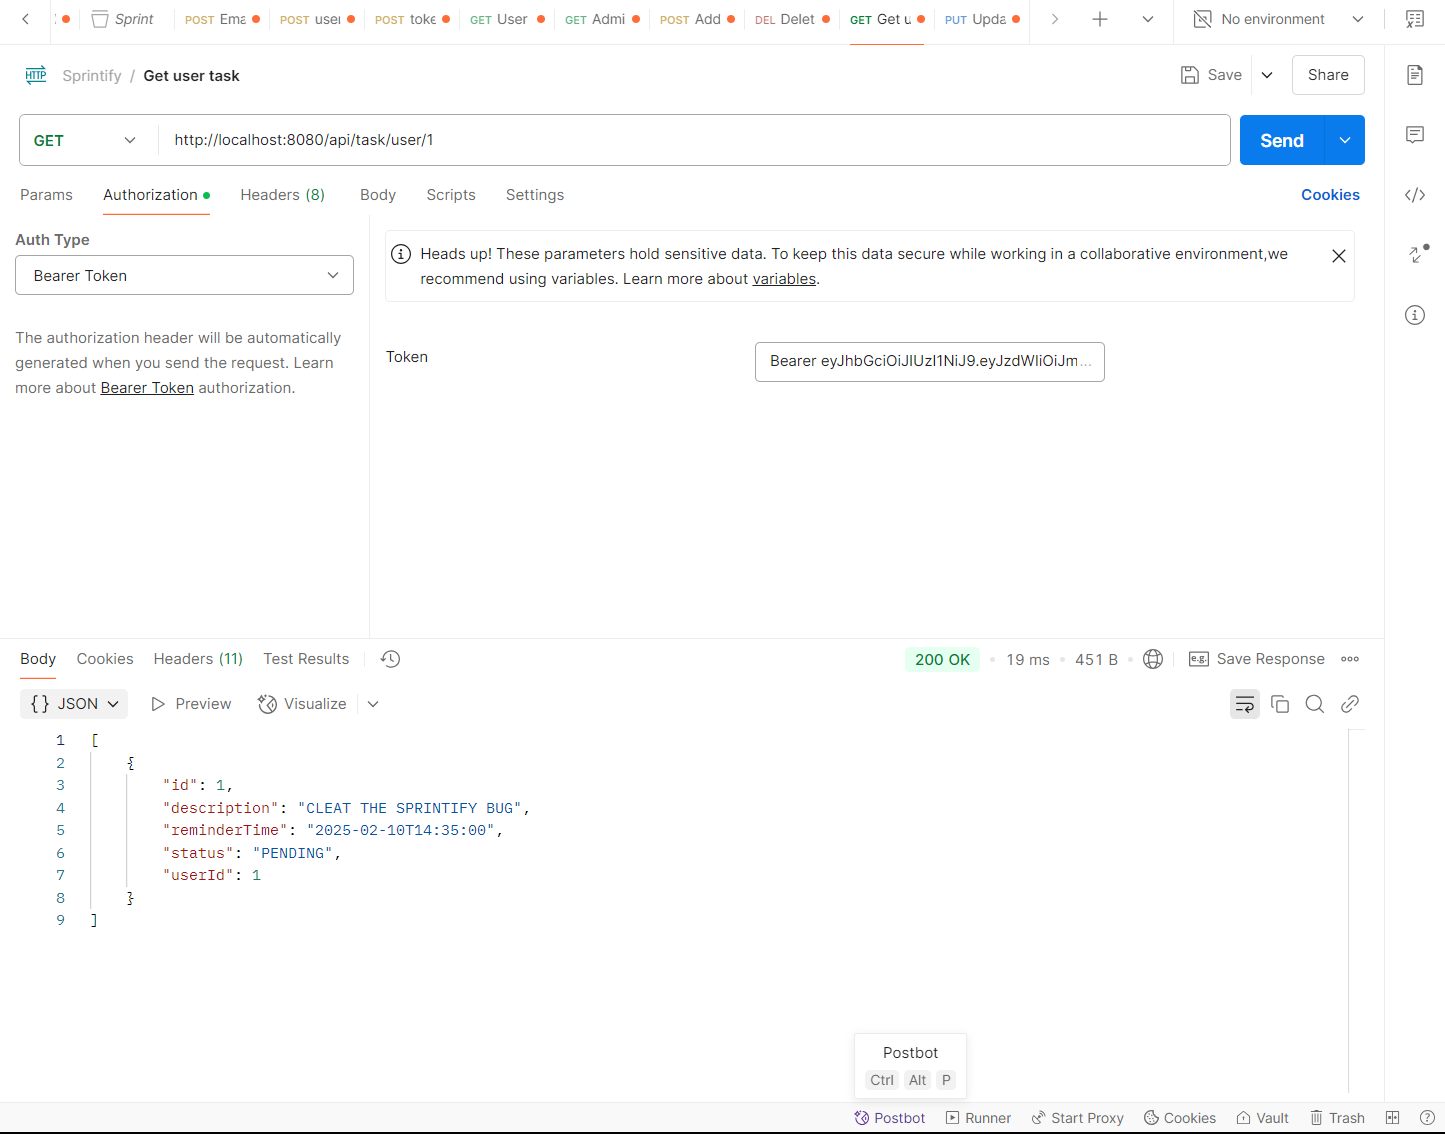 Sprint
POST Ema
POST user
POST toke
GET User
GET Admi
POST Add
DEL Delet
GET Get u
PUT Upda
No environment
HTTP Sprintify / Get user task
Save
Share
GET
http://localhost:8080/api/task/user/1
Send
Params Authorization Headers (8) Body Scripts Settings
Cookies
Auth Type
Bearer Token
The authorization header will be automatically
generated when you send the request. Learn
more about Bearer Token authorization.
Heads up! These parameters hold sensitive data. To keep this data secure while working in a collaborative environment,we
recommend using variables. Learn more about variables.
Token
Bearer eyJhbGciOiJIUzI1NiJ9.eyJzdWIiOiJm...
Body Cookies Headers (11) Test Results
200 OK • 19 ms • 451 B
e.g. Save Response
{} JSON
Preview
Visualize
1 [
2 {
3 "id": 1,
4 "description": "CLEAT THE SPRINTIFY BUG",
5 "reminderTime": "2025-02-10T14:35:00",
6 "status": "PENDING",
7 "userId": 1
8 }
9 ]
Postbot
Ctrl Alt P
Postbot Runner Start Proxy Cookies Vault Trash